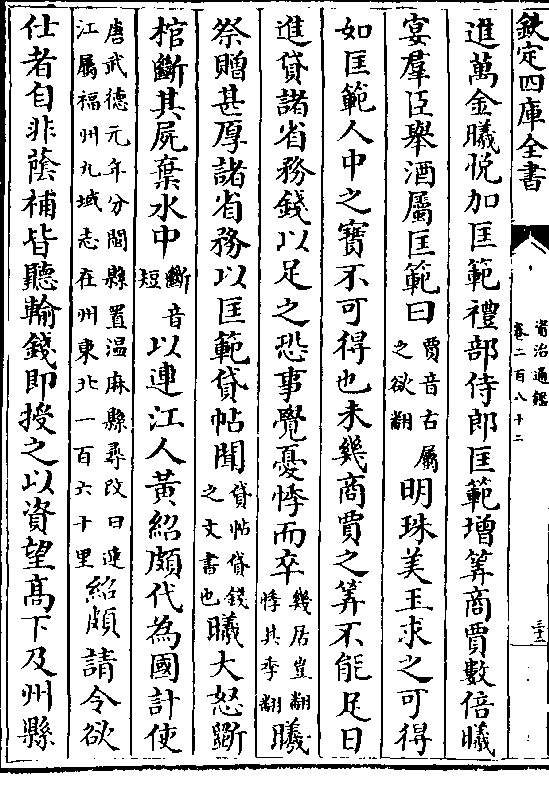 欽定四庫全書
資治通鑑
卷二百八十二
進萬金曦悅加匡範禮部侍郎匡範增筭商賈數倍曦
宴羣臣舉酒屬匡範曰賈音古屬之欲翻明珠美玉求之可得
如匡範人中之寶不可得也未幾商賈之筭不能足日
進貸諸省務錢以足之恐事覺憂悸而卒幾居豈翻悸其季翻曦
祭贈甚厚諸省務以匡範貸帖聞貸帖貸錢之文書也曦大怒斵
棺斷其屍棄水中斷音短以連江人黃紹頗代為國計使
唐武德元年分閩縣置温麻縣尋改曰連江屬福州九域志在州東北一百六十里紹頗請令欲
仕者自非蔭補皆聽輸錢即授之以資望髙下及州縣